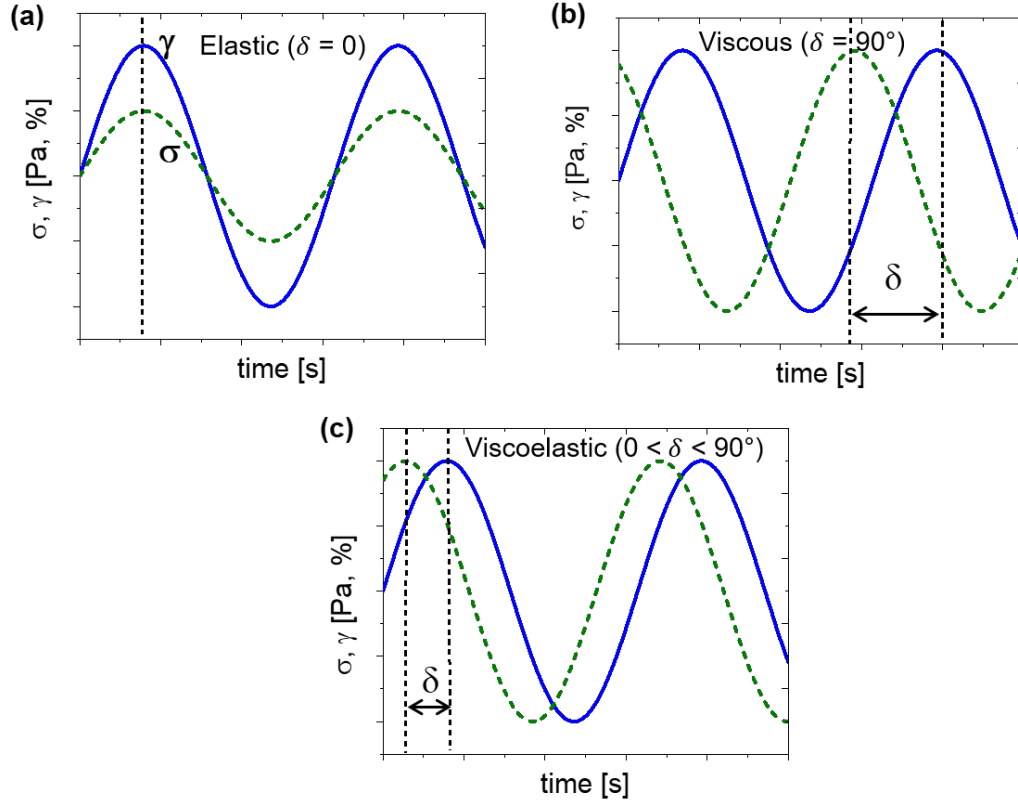 (a)
γ Elastic (δ = 0)
σ
σ, γ [Pa, %]
time [s]
(b)
Viscous (δ = 90°)
δ
σ, γ [Pa, %]
time [s]
(c)
Viscoelastic (0 < δ < 90°)
δ
σ, γ [Pa, %]
time [s]